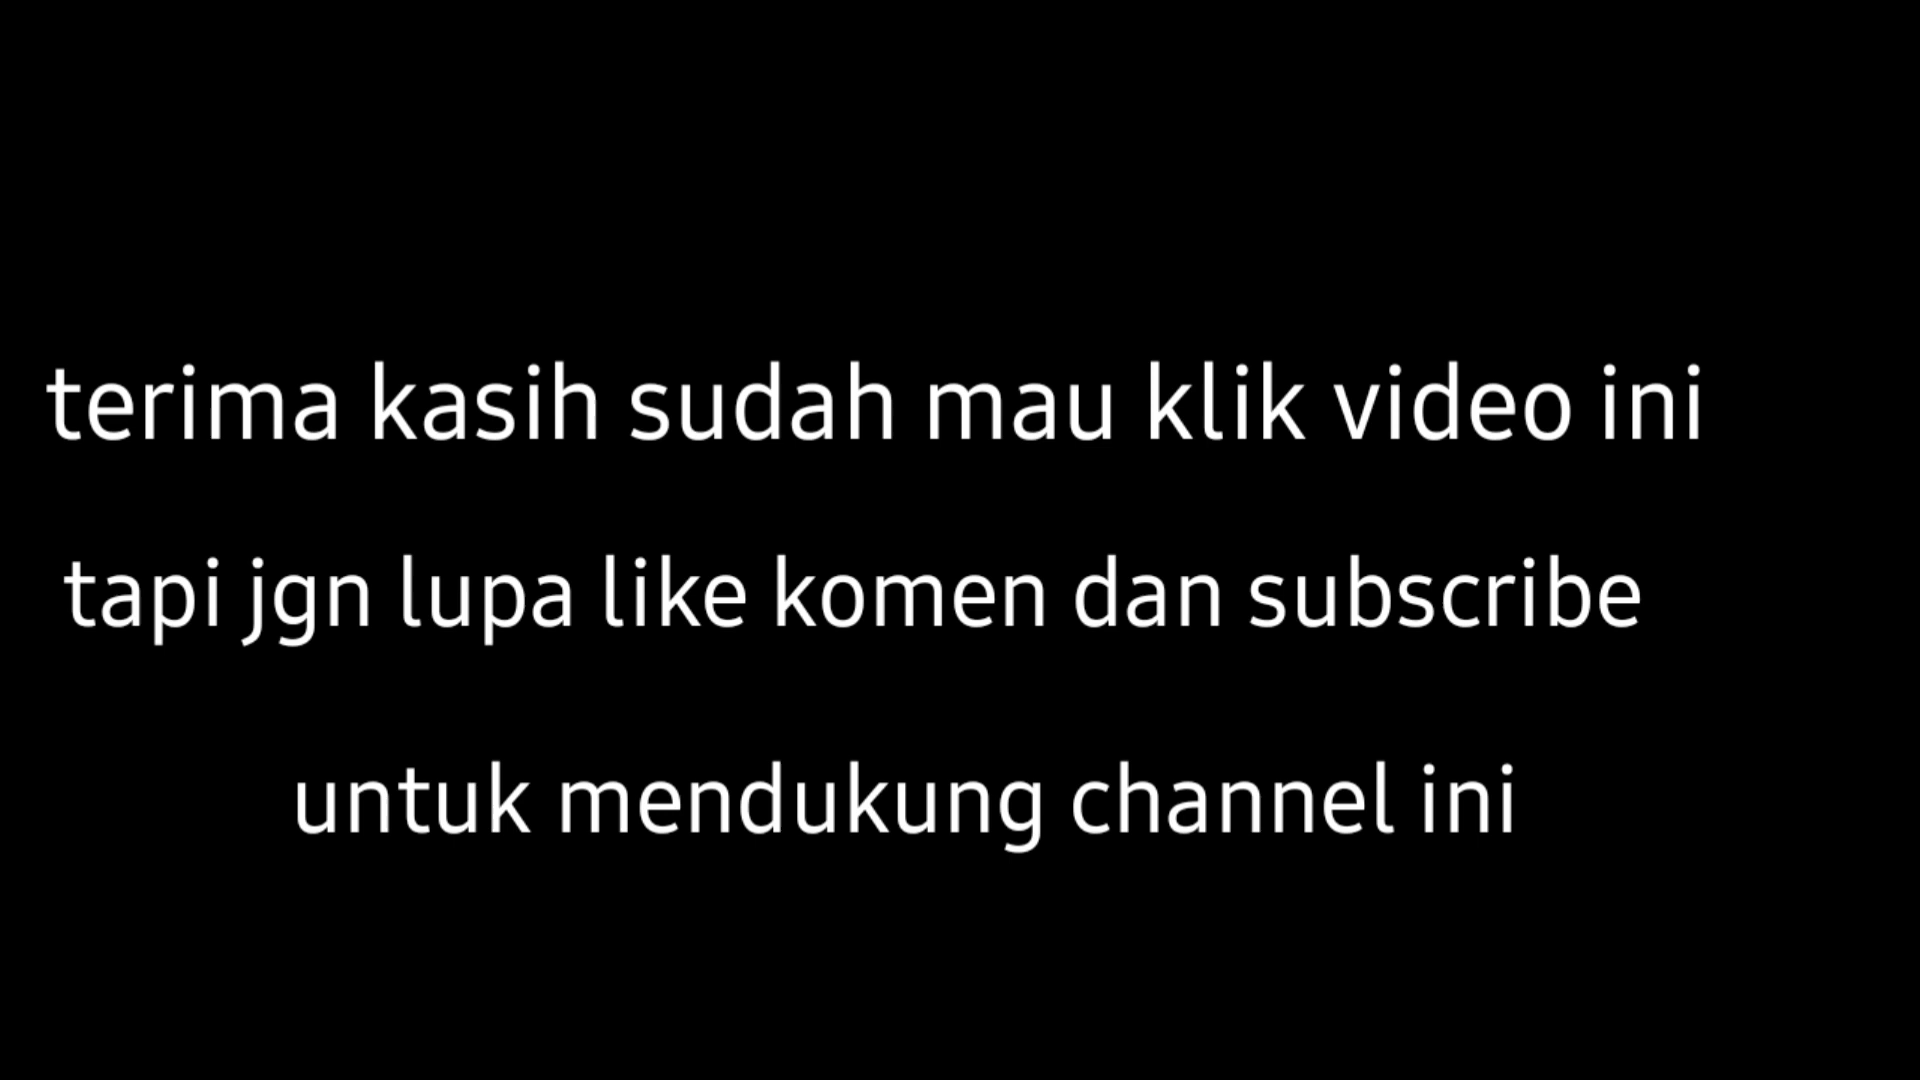 terima kasih sudah mau klik video ini
tapi jgn lupa like komen dan subscribe
untuk mendukung channel ini